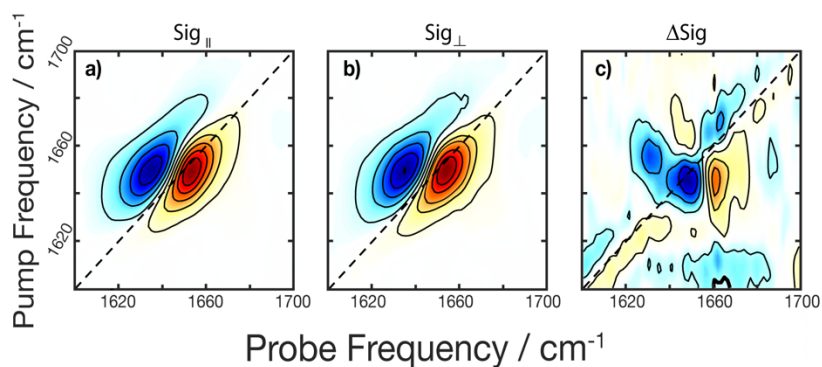 Sig∥ Sig⊥ ΔSig
a) b) c)
1700
1660
1620
Pump Frequency / cm⁻¹
1620 1660 1700 1620 1660 1700 1620 1660 1700
Probe Frequency / cm⁻¹